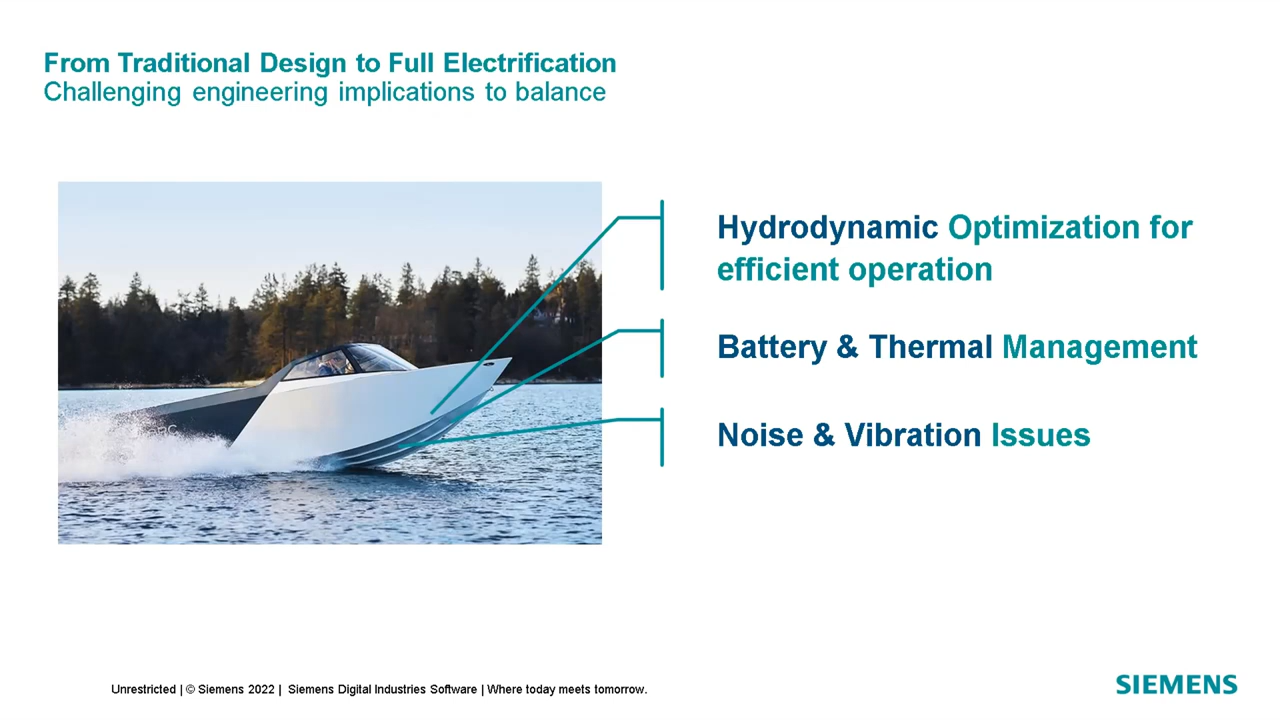 From Traditional Design to Full Electrification
Challenging engineering implications to balance
Hydrodynamic Optimization for
efficient operation
Battery & Thermal Management
Noise & Vibration Issues
Unrestricted | © Siemens 2022 | Siemens Digital Industries Software | Where today meets tomorrow.
SIEMENS